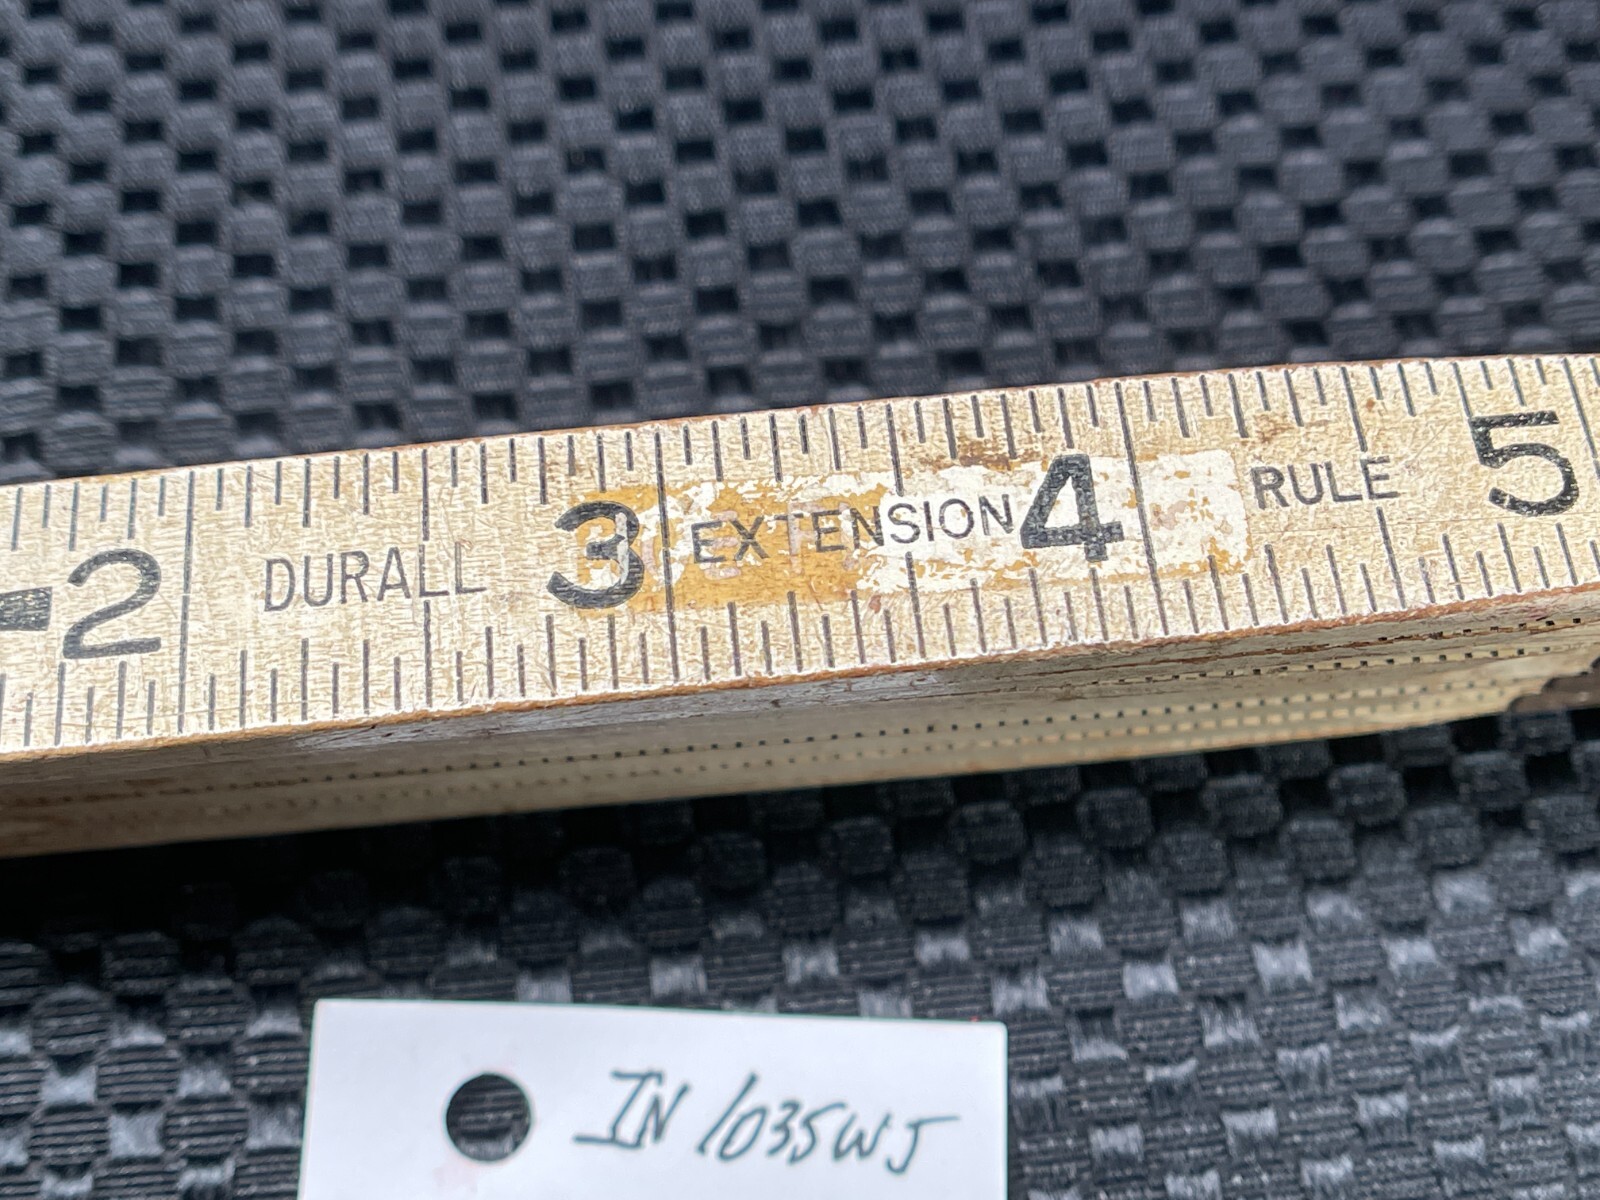 2 DURALL 3 EXTENSION 4 RULE 5
IN 1035WJ